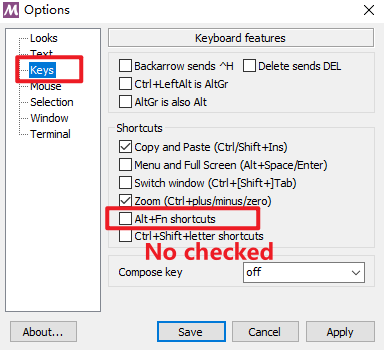 Options
Looks
Text
Keys
Mouse
Selection
Window
Terminal
Keyboard features
Backarrow sends ^H
Delete sends DEL
Ctrl+LeftAlt is AltGr
AltGr is also Alt
Shortcuts
Copy and Paste (Ctrl/Shift+Ins)
Menu and Full Screen (Alt+Space/Enter)
Switch window (Ctrl+[Shift+]Tab)
Zoom (Ctrl+plus/minus/zero)
Alt+Fn shortcuts
Ctrl+Shift+letter shortcuts
No checked
Compose key
off
About...
Save
Cancel
Apply